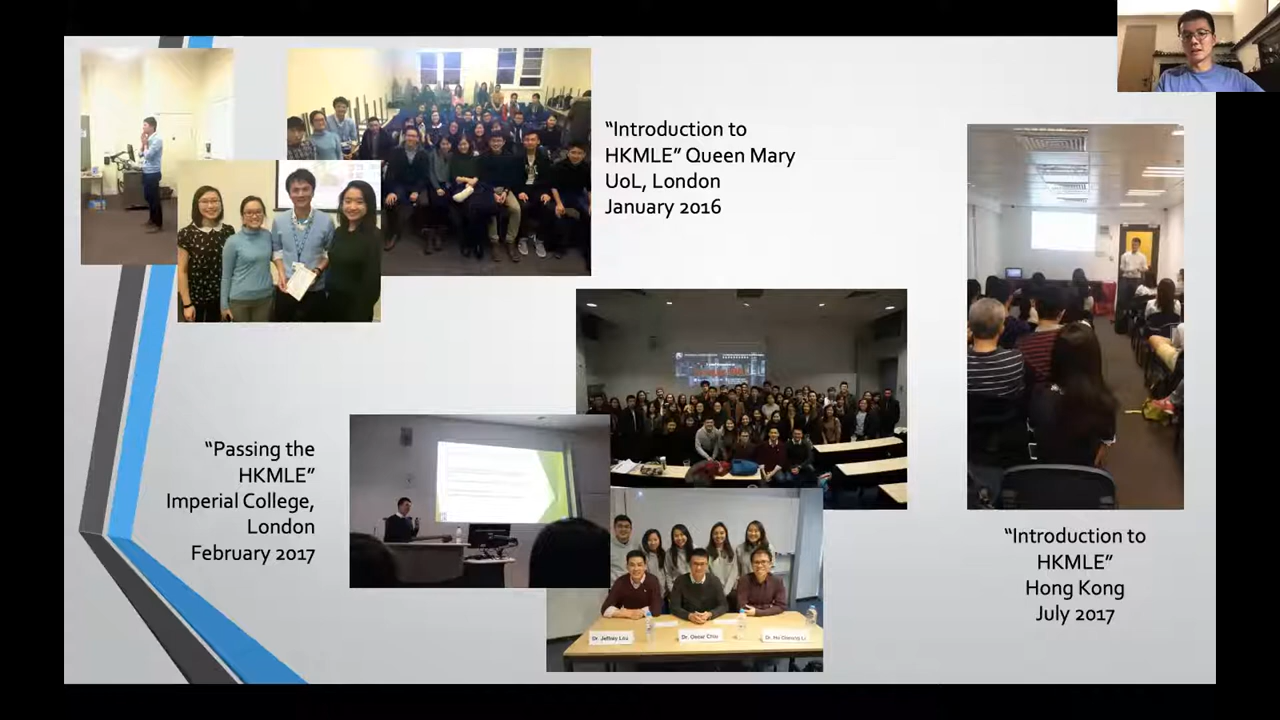 “Introduction to
HKMLE” Queen Mary
UoL, London
January 2016
“Passing the
HKMLE”
Imperial College,
London
February 2017
“Introduction to
HKMLE”
Hong Kong
July 2017
Dr. Jeffrey Liu
Dr. Oscar Chiu